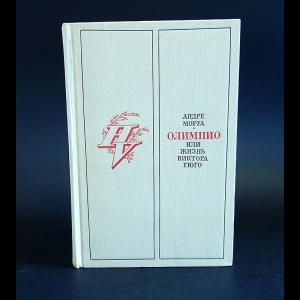 АНДРЕ
МОРУА
·
ОЛИМПИО
ИЛИ
ЖИЗНЬ
ВИКТОРА
ГЮГО